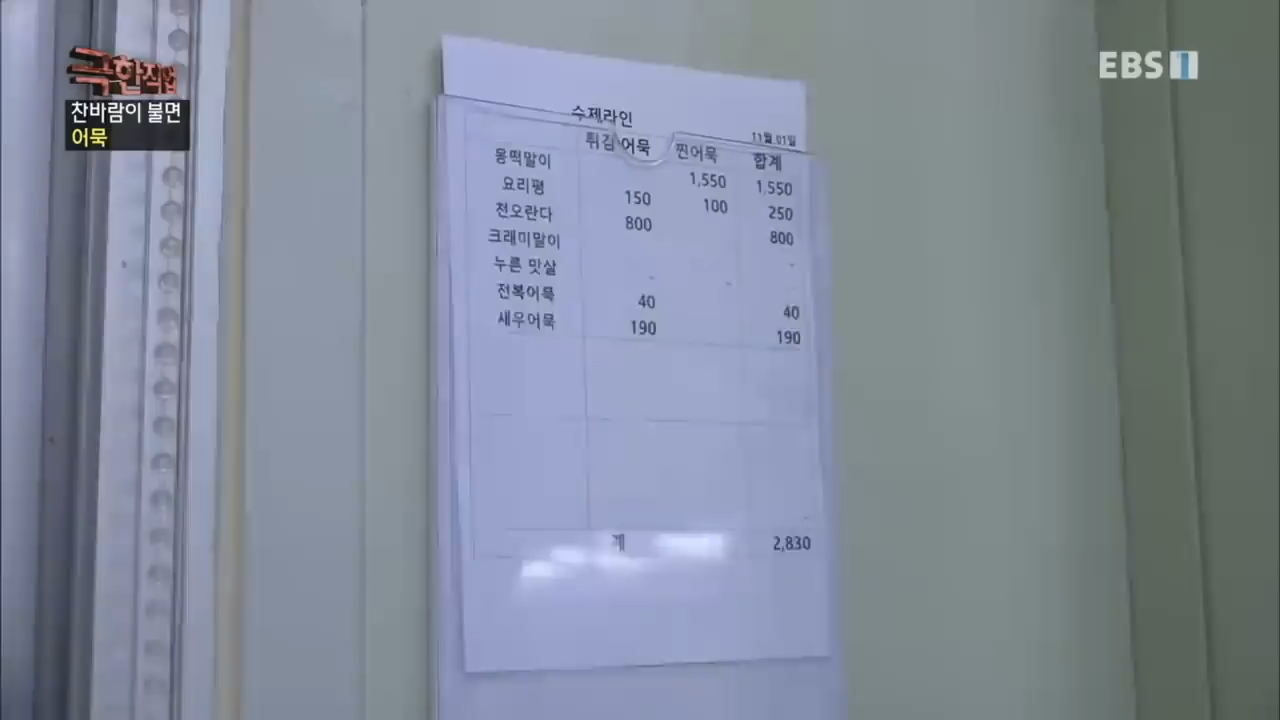 극한직업
찬바람이 불면
어묵
EBS 1
수제라인
11월 01일
튀김어묵 찐어묵 합계
몽떡말이 1,550 1,550
요리평 150 100 250
천오란다 800 800
크래미말이
누른 맛살 - - -
전복어묵 40 40
새우어묵 190 190
계 2,830